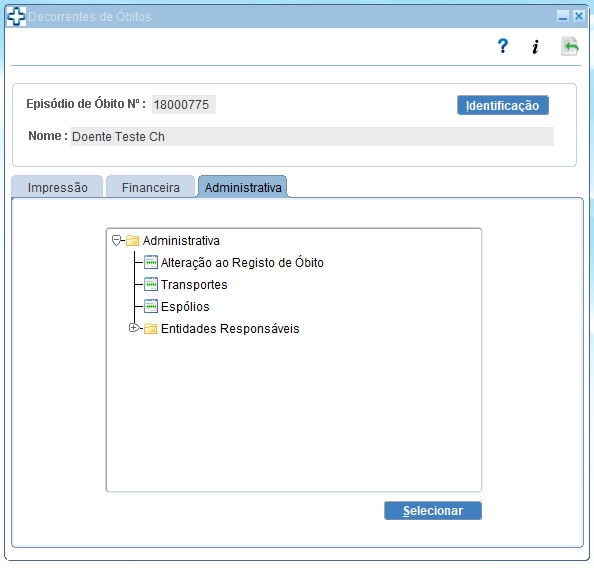 Decorrentes de Óbitos
? i
Episódio de Óbito Nº : 18000775 Identificação
Nome : Doente Teste Ch
Impressão Financeira Administrativa
Administrativa
Alteração ao Registo de Óbito
Transportes
Espólios
Entidades Responsáveis
Selecionar